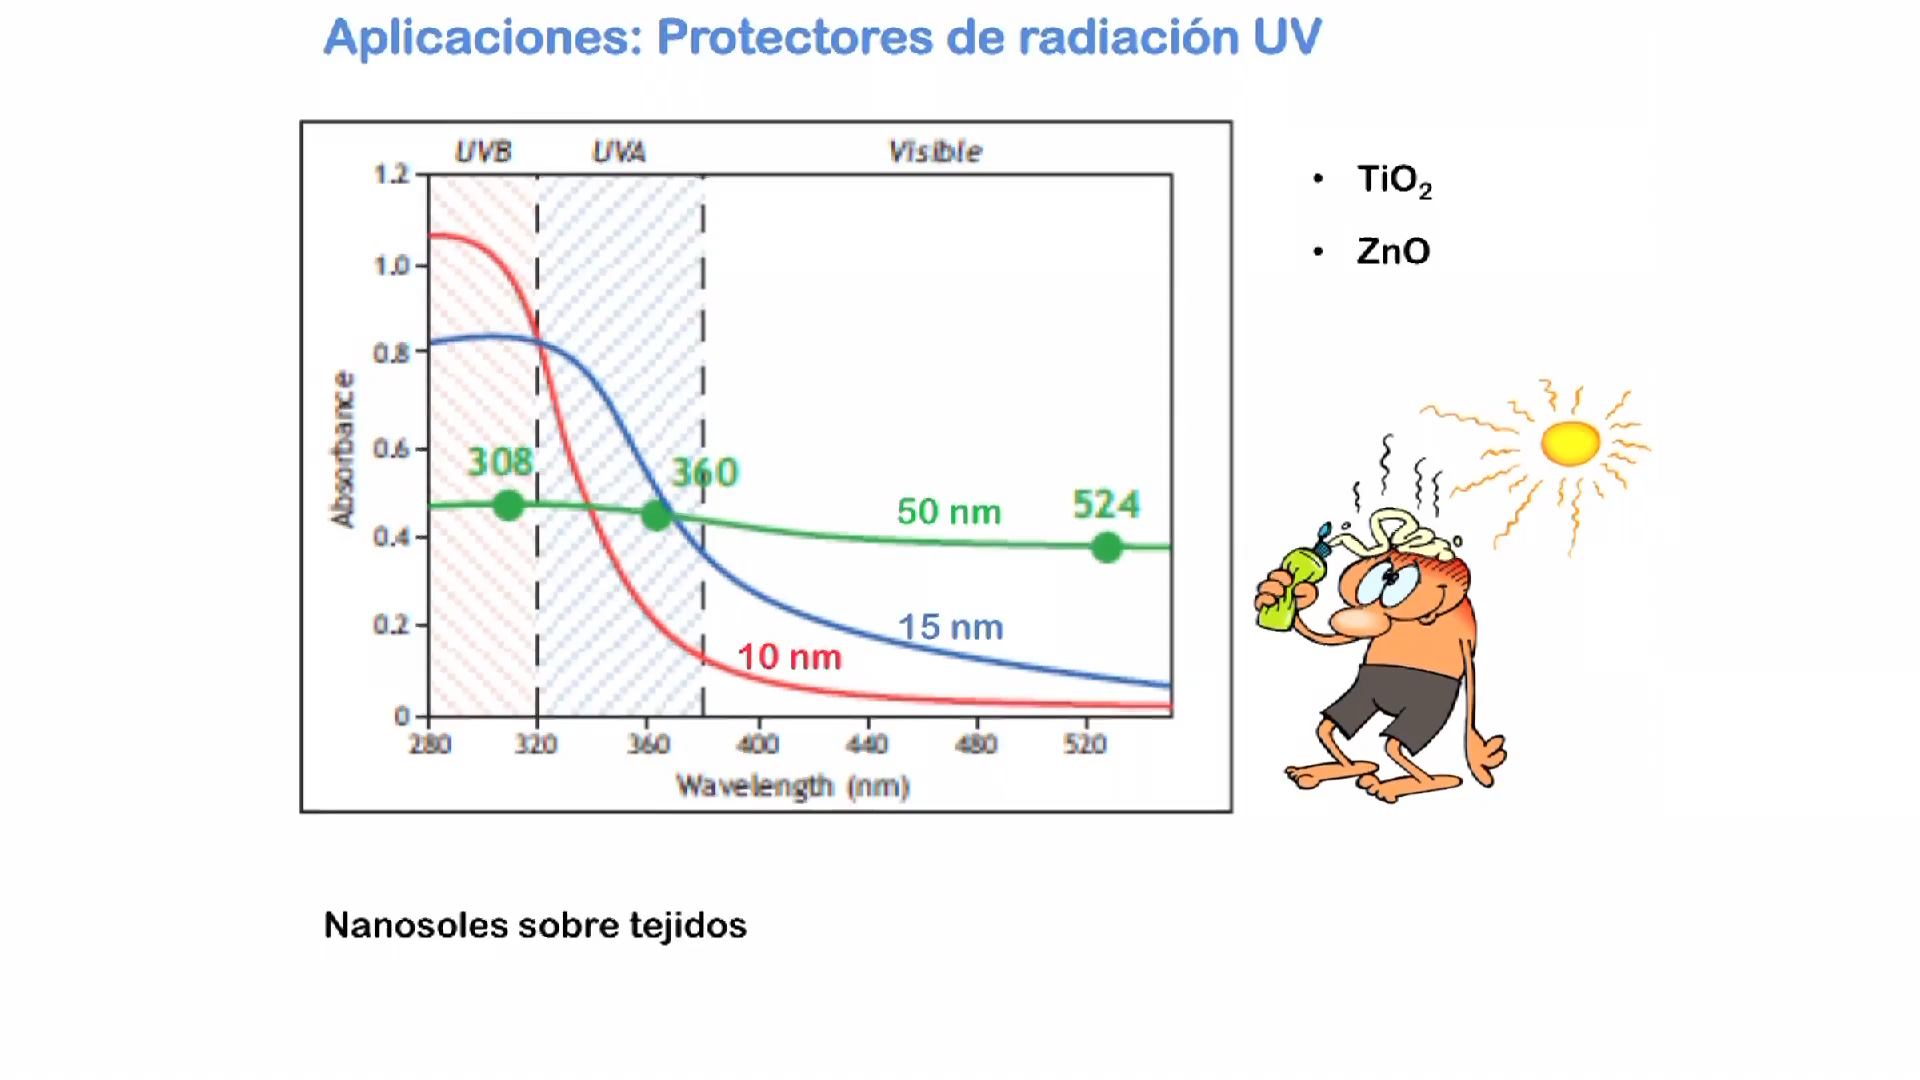 Aplicaciones: Protectores de radiación UV
UVB UVA Visible
1.2
1.0
0.8
0.6
0.4
0.2
0
Absorbance
308
360
524
50 nm
15 nm
10 nm
280 320 360 400 440 480 520
Wavelength (nm)
• TiO₂
• ZnO
Nanosoles sobre tejidos